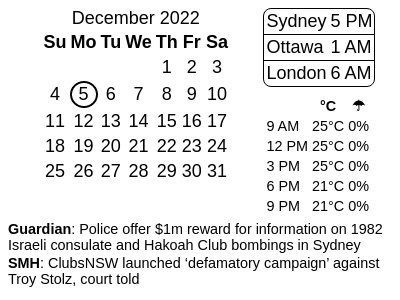 December 2022
Su Mo Tu We Th Fr Sa
1 2 3
4 5 6 7 8 9 10
11 12 13 14 15 16 17
18 19 20 21 22 23 24
25 26 27 28 29 30 31
Sydney 5 PM
Ottawa 1 AM
London 6 AM
°C ☂
9 AM 25°C 0%
12 PM 25°C 0%
3 PM 25°C 0%
6 PM 21°C 0%
9 PM 21°C 0%
Guardian: Police offer $1m reward for information on 1982
Israeli consulate and Hakoah Club bombings in Sydney
SMH: ClubsNSW launched ‘defamatory campaign’ against
Troy Stolz, court told